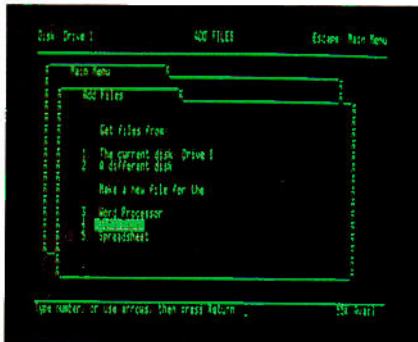 Disk: Drive 1 ADD FILES Escape: Main Menu
Main Menu
Add Files
Get files from:
1. The current disk: Drive 1
2. A different disk
Make a new file for the:
3. Word Processor
5. Spreadsheet
Type number, or use arrows, then press Return
Avail